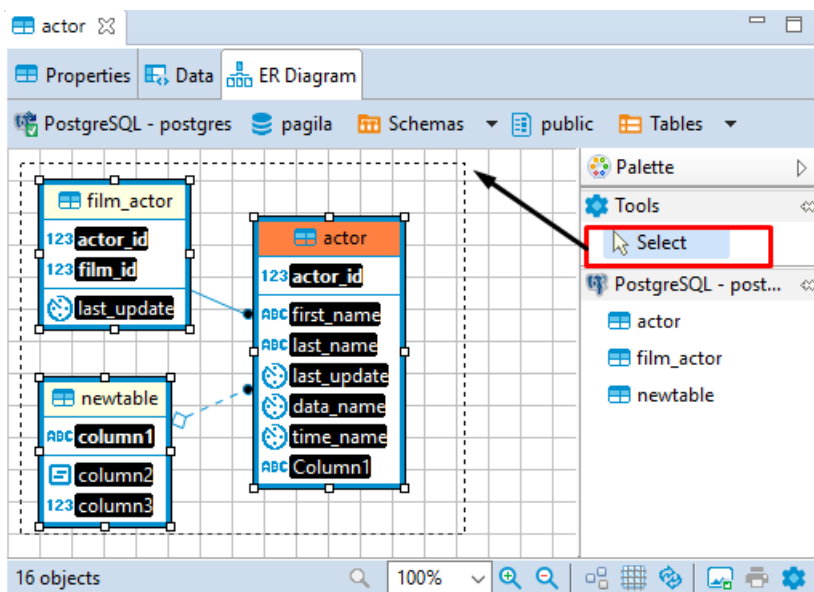 actor
Properties Data ER Diagram
PostgreSQL - postgres pagila Schemas public Tables
film_actor
123 actor_id
123 film_id
last_update
actor
123 actor_id
ABC first_name
ABC last_name
last_update
data_name
time_name
ABC Column1
newtable
ABC column1
column2
123 column3
Palette
Tools
Select
PostgreSQL - post...
actor
film_actor
newtable
16 objects 100%